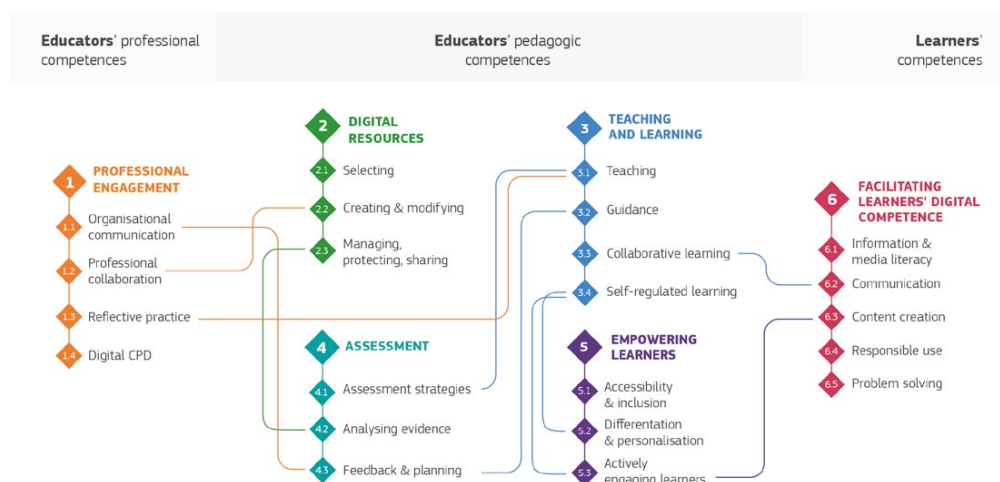 Educators' professional
competences
Educators' pedagogic
competences
Learners'
competences
1
PROFESSIONAL
ENGAGEMENT
1.1
Organisational
communication
1.2
Professional
collaboration
1.3
Reflective practice
1.4
Digital CPD
2
DIGITAL
RESOURCES
2.1
Selecting
2.2
Creating & modifying
2.3
Managing,
protecting, sharing
4
ASSESSMENT
4.1
Assessment strategies
4.2
Analysing evidence
4.3
Feedback & planning
3
TEACHING
AND LEARNING
3.1
Teaching
3.2
Guidance
3.3
Collaborative learning
3.4
Self-regulated learning
5
EMPOWERING
LEARNERS
5.1
Accessibility
& inclusion
5.2
Differentation
& personalisation
5.3
Actively
engaging learners
6
FACILITATING
LEARNERS' DIGITAL
COMPETENCE
6.1
Information &
media literacy
6.2
Communication
6.3
Content creation
6.4
Responsible use
6.5
Problem solving